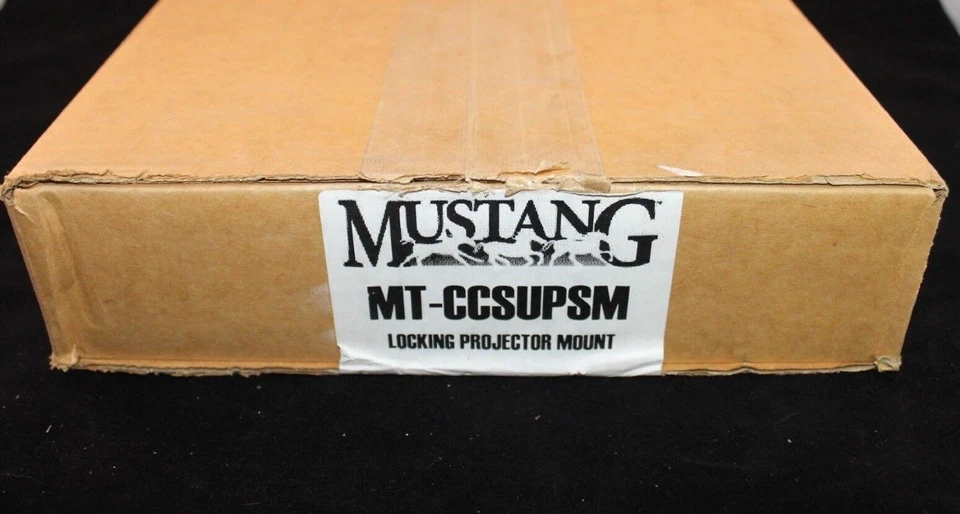 MUSTANG
MT-CCSUPSM
LOCKING PROJECTOR MOUNT